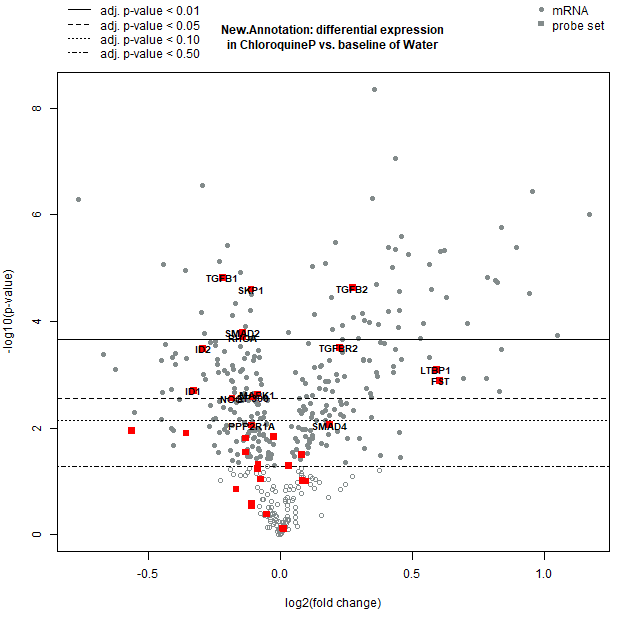 adj. p-value < 0.01
adj. p-value < 0.05
adj. p-value < 0.10
adj. p-value < 0.50
New.Annotation: differential expression
in ChloroquineP vs. baseline of Water
mRNA
probe set
8
6
4
2
0
-log10(p-value)
TGFB1
SKP1
TGFB2
SMAD2
RHOA
ID2
TGFBR2
LTBP1
FST
ID1
PPP2R1A
SMAD4
-0.5
0.0
0.5
1.0
log2(fold change)